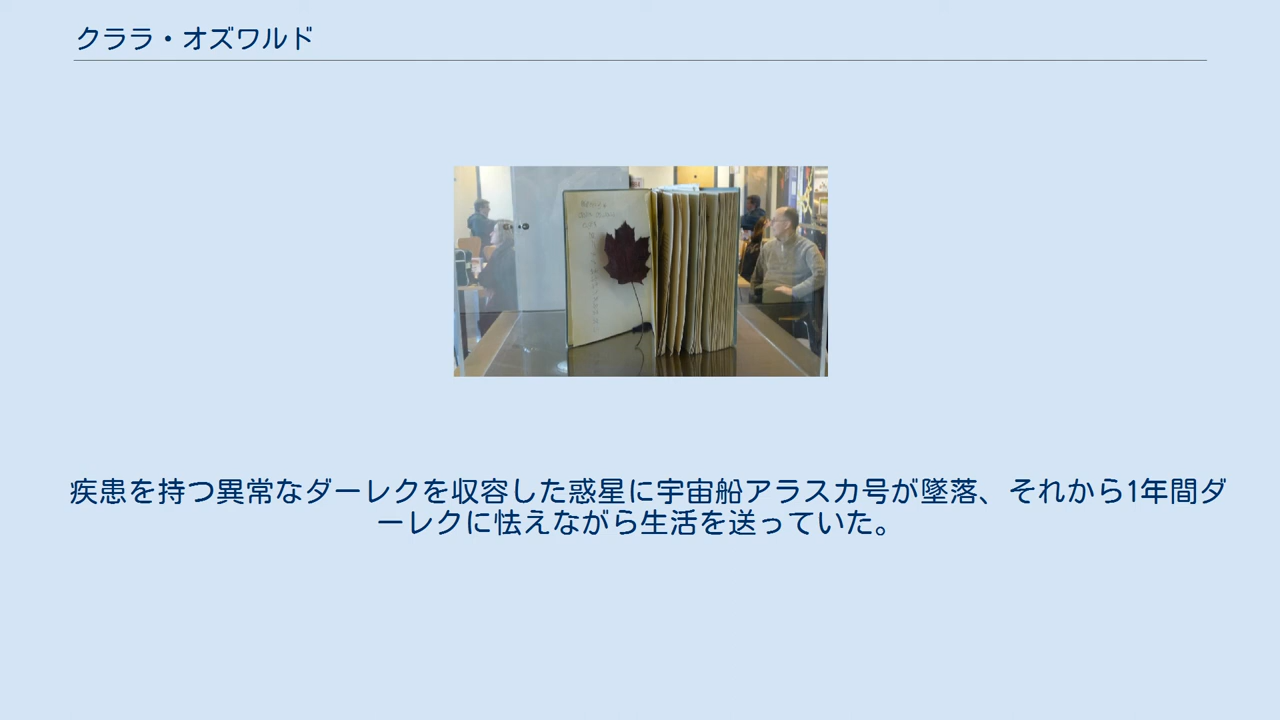 クララ・オズワルド
疾患を持つ異常なダーレクを収容した惑星に宇宙船アラスカ号が墜落、それから1年間ダ
ーレクに怯えながら生活を送っていた。